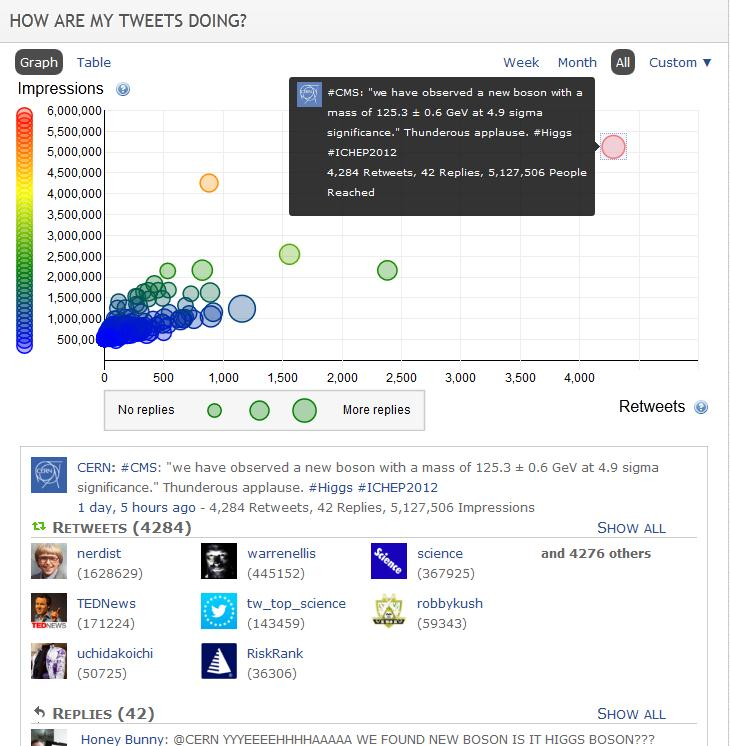 HOW ARE MY TWEETS DOING?
Graph Table Week Month All Custom ▼
Impressions ?
#CMS: "we have observed a new boson with a
mass of 125.3 ± 0.6 GeV at 4.9 sigma
significance." Thunderous applause. #Higgs
#ICHEP2012
4,284 Retweets, 42 Replies, 5,127,506 People
Reached
6,000,000
5,500,000
5,000,000
4,500,000
4,000,000
3,500,000
3,000,000
2,500,000
2,000,000
1,500,000
1,000,000
500,000
0 500 1,000 1,500 2,000 2,500 3,000 3,500 4,000
No replies More replies
Retweets ?
CERN
CERN: #CMS: "we have observed a new boson with a mass of 125.3 ± 0.6 GeV at 4.9 sigma
significance." Thunderous applause. #Higgs #ICHEP2012
1 day, 5 hours ago - 4,284 Retweets, 42 Replies, 5,127,506 Impressions
RETWEETS (4284) SHOW ALL
nerdist warrenellis Science science and 4276 others
(1628629) (445152) (367925)
TEDNews tw_top_science robbykush
TEDNEWS (171224) (143459) (59343)
uchidakoichi RiskRank
(50725) (36306)
REPLIES (42) SHOW ALL
Honey Bunny: @CERN YYYEEEEHHHHAAAAA WE FOUND NEW BOSON IS IT HIGGS BOSON???